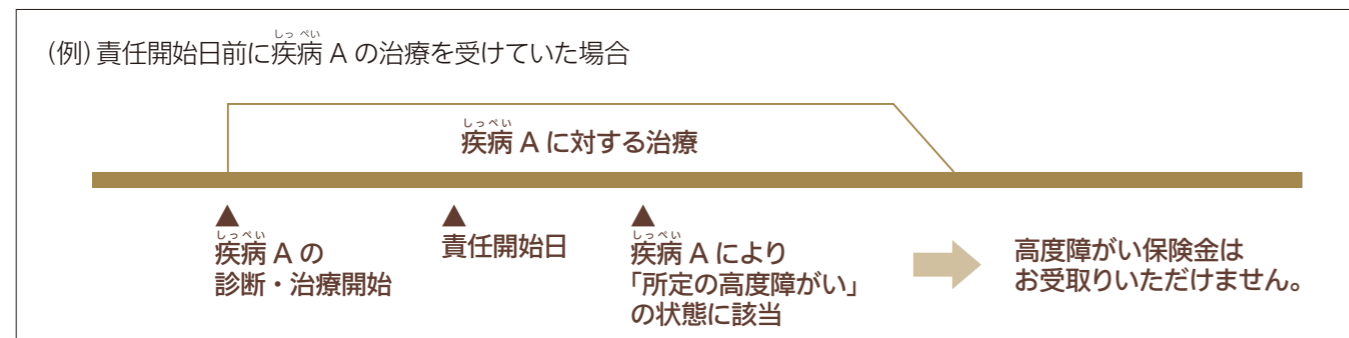 (例) 責任開始日前に疾病 A の治療を受けていた場合
しっぺい
疾病 A に対する治療
しっぺい
▲
疾病 A の
しっぺい
診断・治療開始
▲
責任開始日
▲
疾病 A により
しっぺい
「所定の高度障がい」
の状態に該当
高度障がい保険金は
お受取りいただけません。